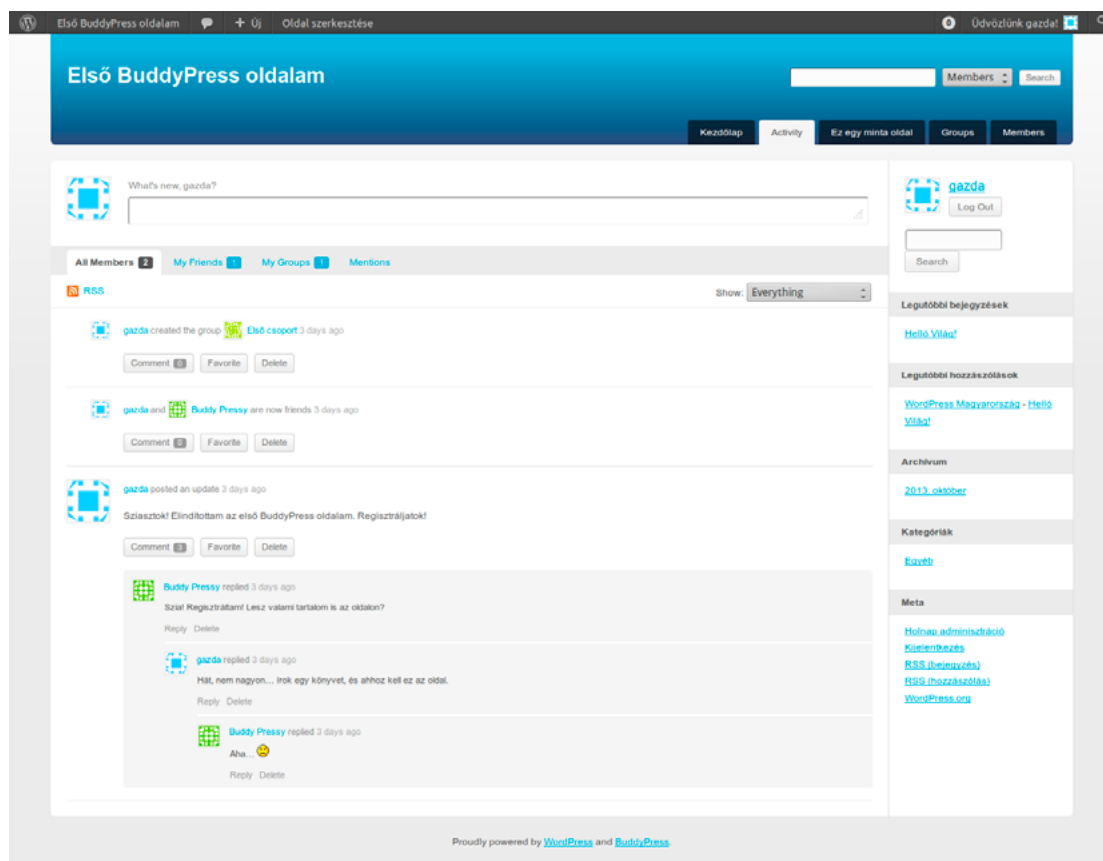 Első BuddyPress oldalam + Új Oldal szerkesztése 0 Üdvözlünk gazda!
Első BuddyPress oldalam
Members Search
Kezdőlap Activity Ez egy minta oldal Groups Members
What's new, gazda?
gazda
Log Out
Search
All Members 2 My Friends 1 My Groups 1 Mentions
RSS
Show: Everything
gazda created the group Első csoport 3 days ago
Comment 0 Favorite Delete
gazda and Buddy Pressy are now friends 3 days ago
Comment 0 Favorite Delete
gazda posted an update 3 days ago
Sziasztok! Elindítottam az első BuddyPress oldalam. Regisztráljatok!
Comment 3 Favorite Delete
Buddy Pressy replied 3 days ago
Szia! Regisztráltam! Lesz valami tartalom is az oldalon?
Reply Delete
gazda replied 3 days ago
Hát, nem nagyon... Írok egy könyvet, és ahhoz kell ez az oldal.
Reply Delete
Buddy Pressy replied 3 days ago
Aha...
Reply Delete
Legutóbbi bejegyzések
Helló Világ!
Legutóbbi hozzászólások
WordPress Magyarország - Helló
Világ!
Archívum
2013. október
Kategóriák
Egyéb
Meta
Honlap adminisztráció
Kijelentkezés
RSS (bejegyzés)
RSS (hozzászólás)
WordPress.org
Proudly powered by WordPress and BuddyPress.